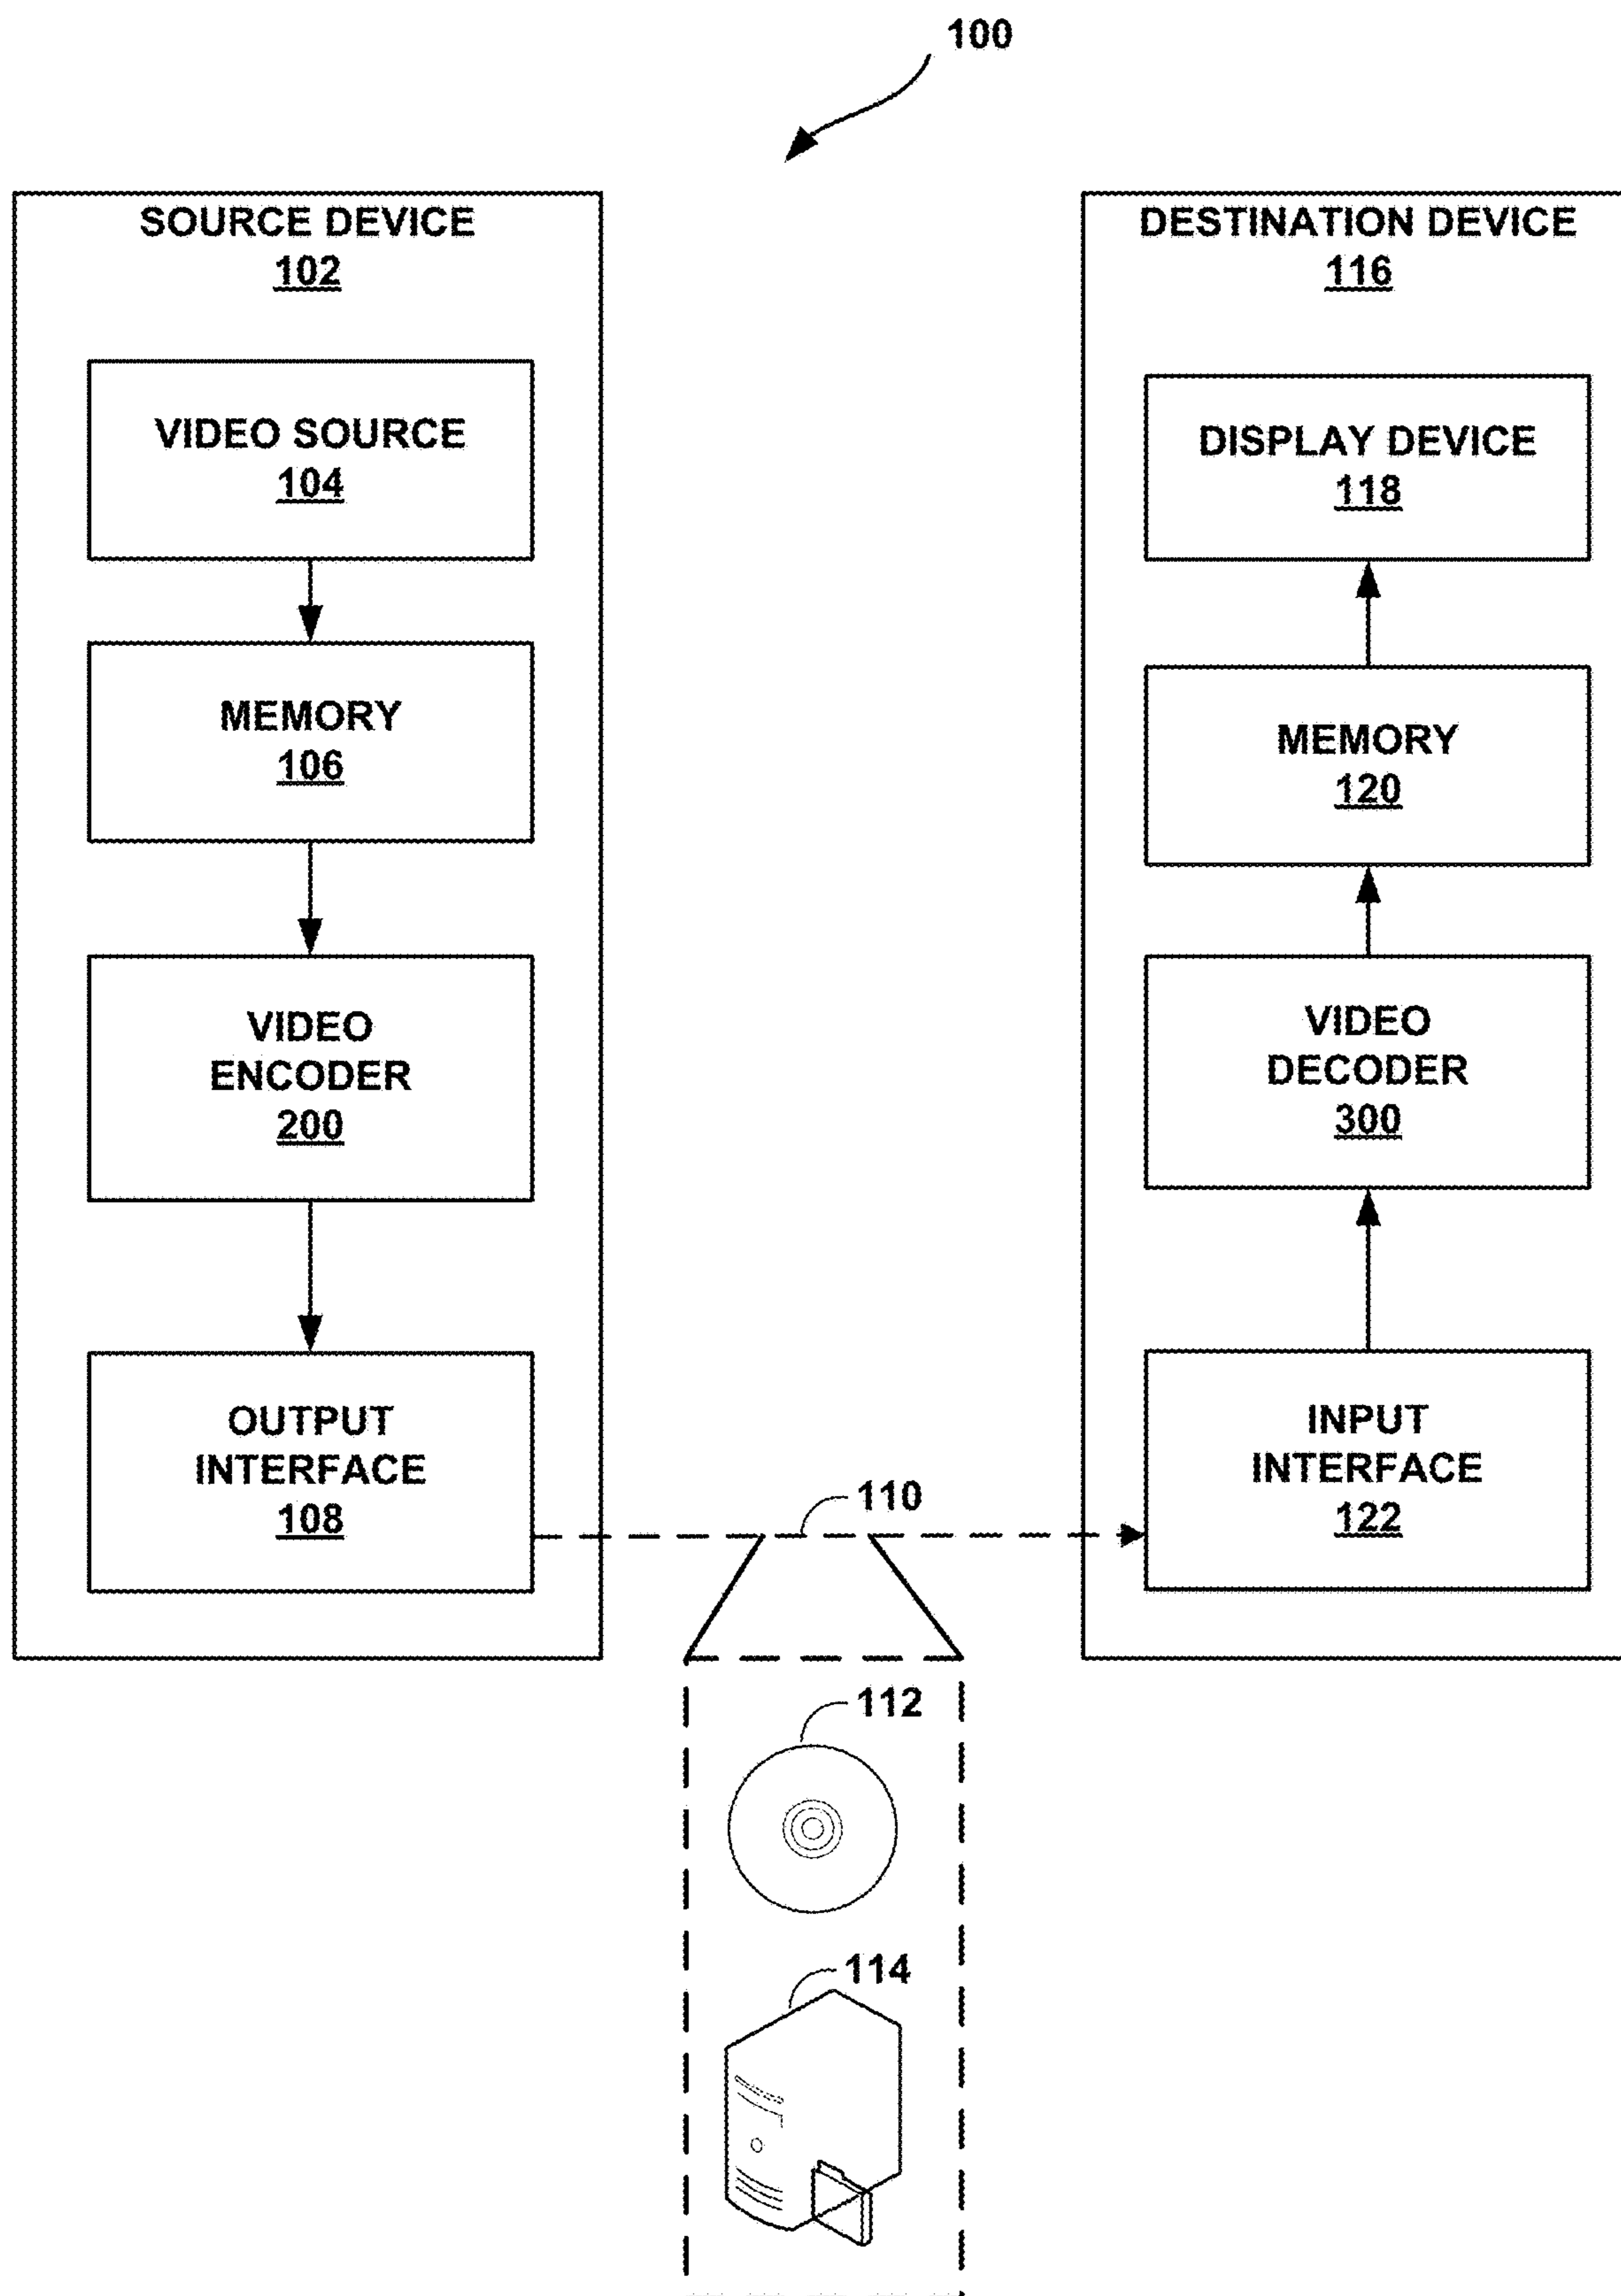 100
SOURCE DEVICE
102
VIDEO SOURCE
104
MEMORY
106
VIDEO
ENCODER
200
OUTPUT
INTERFACE
108
DESTINATION DEVICE
116
DISPLAY DEVICE
118
MEMORY
120
VIDEO
DECODER
300
INPUT
INTERFACE
122
110
112
114